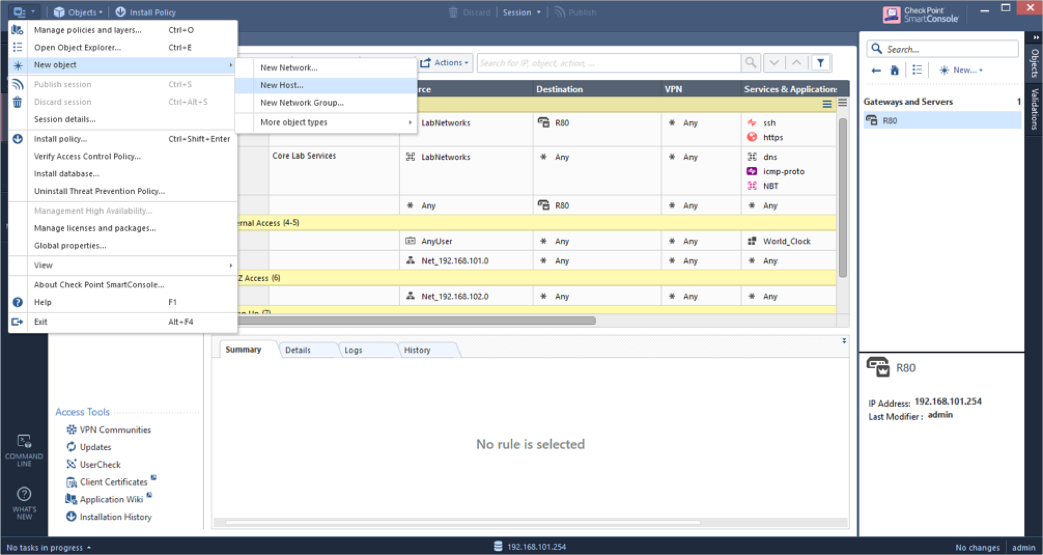 Objects
Install Policy
Discard
Session
Publish
Check Point
SmartConsole
Manage policies and layers... Ctrl+O
Open Object Explorer... Ctrl+E
New object
Publish session Ctrl+S
Discard session Ctrl+Alt+S
Session details...
Install policy... Ctrl+Shift+Enter
Verify Access Control Policy...
Install database...
Uninstall Threat Prevention Policy...
Management High Availability...
Manage licenses and packages...
Global properties...
View
About Check Point SmartConsole...
Help F1
Exit Alt+F4
New Network...
New Host...
New Network Group...
More object types
Actions
Search for IP, object, action, ...
rce Destination VPN Services & Applications
LabNetworks R80 Any ssh
https
Core Lab Services LabNetworks Any Any dns
icmp-proto
NBT
Any R80 Any Any
rnal Access (4-5)
AnyUser Any Any World_Clock
Net_192.168.101.0 Any Any Any
Z Access (6)
Net_192.168.102.0 Any Any Any
Summary Details Logs History
No rule is selected
Access Tools
VPN Communities
Updates
UserCheck
Client Certificates
Application Wiki
Installation History
COMMAND
LINE
WHAT'S
NEW
Search...
New...
Gateways and Servers 1
R80
Objects
Validations
R80
IP Address: 192.168.101.254
Last Modifier : admin
No tasks in progress
192.168.101.254
No changes
admin